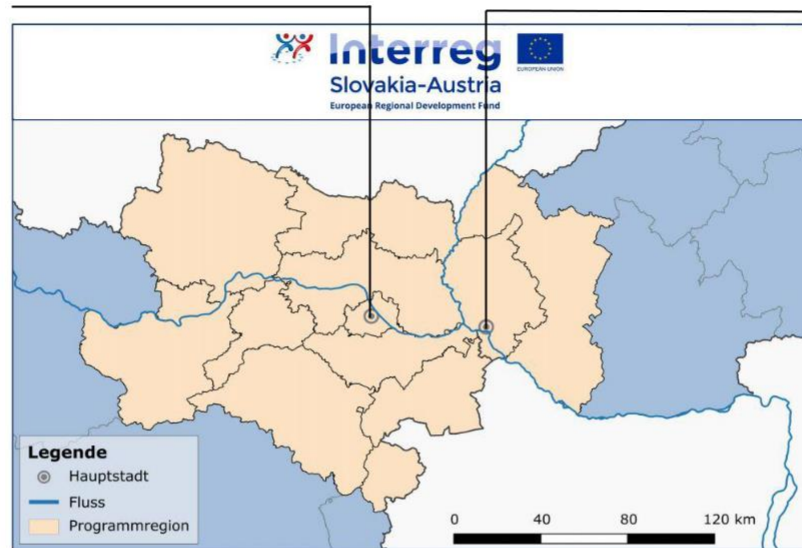 Interreg
EUROPEAN UNION
Slovakia-Austria
European Regional Development Fund
Legende
Hauptstadt
Fluss
Programmregion
0 40 80 120 km